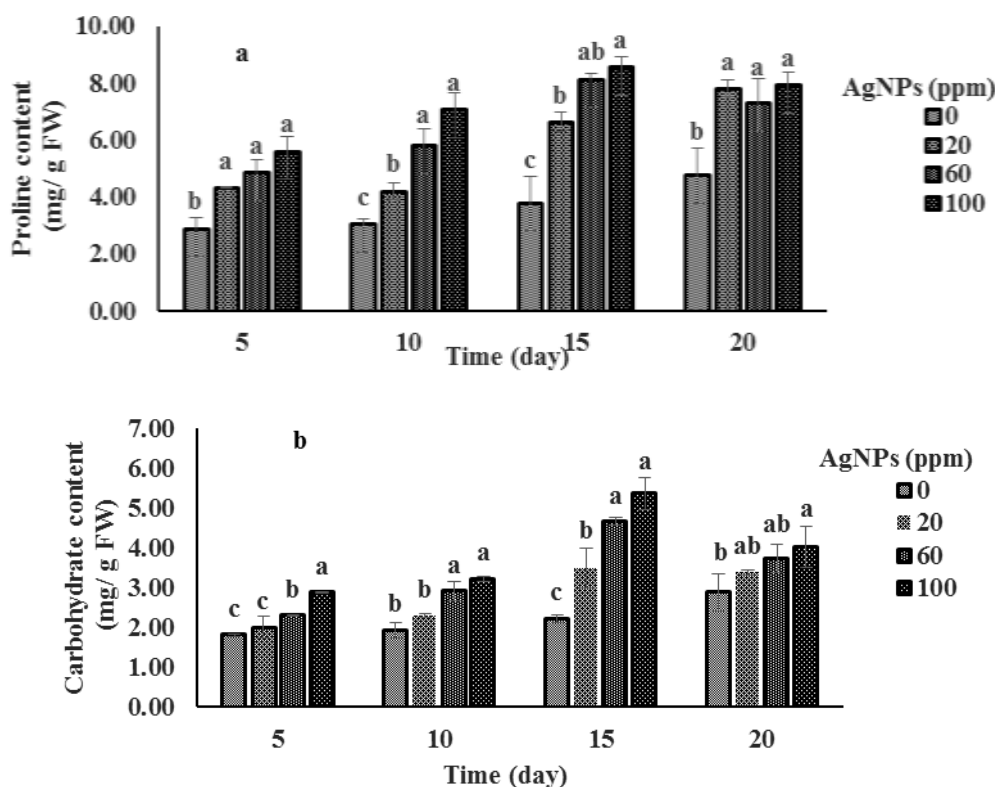 10.00
8.00
6.00
4.00
2.00
0.00
Proline content
(mg/ g FW)
a
b a a a
c b a a
c b ab a
b a a a
5 10 15 20
Time (day)
AgNPs (ppm)
0
20
60
100
7.00
6.00
5.00
4.00
3.00
2.00
1.00
0.00
Carbohydrate content
(mg/ g FW)
b
c c b a
b b a a
c b a a
b ab ab a
5 10 15 20
Time (day)
AgNPs (ppm)
0
20
60
100